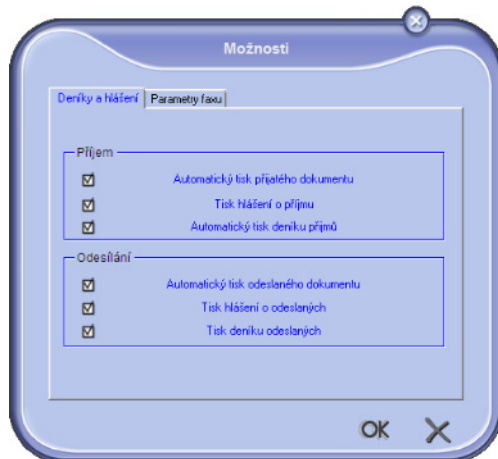 Možnosti
Deníky a hlášení Parametry faxu
Příjem
Automatický tisk přijatého dokumentu
Tisk hlášení o příjmu
Automatický tisk deníku příjmů
Odesílání
Automatický tisk odeslaného dokumentu
Tisk hlášení o odeslaných
Tisk deníku odeslaných
OK